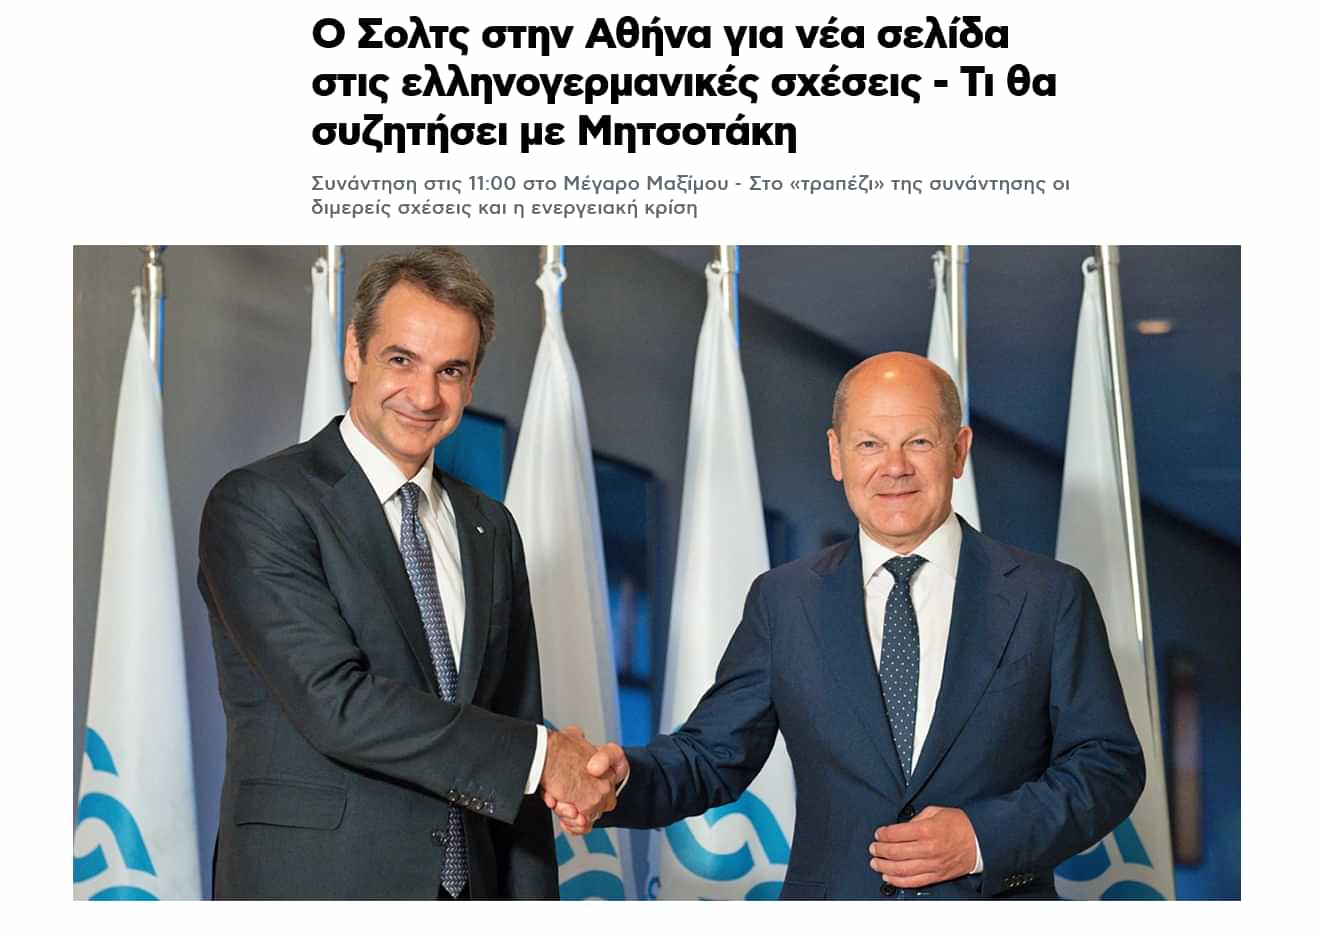 Ο Σολτς στην Αθήνα για νέα σελίδα
στις ελληνογερμανικές σχέσεις - Τι θα
συζητήσει με Μητσοτάκη
Συνάντηση στις 11:00 στο Μέγαρο Μαξίμου - Στο «τραπέζι» της συνάντησης οι
διμερείς σχέσεις και η ενεργειακή κρίση